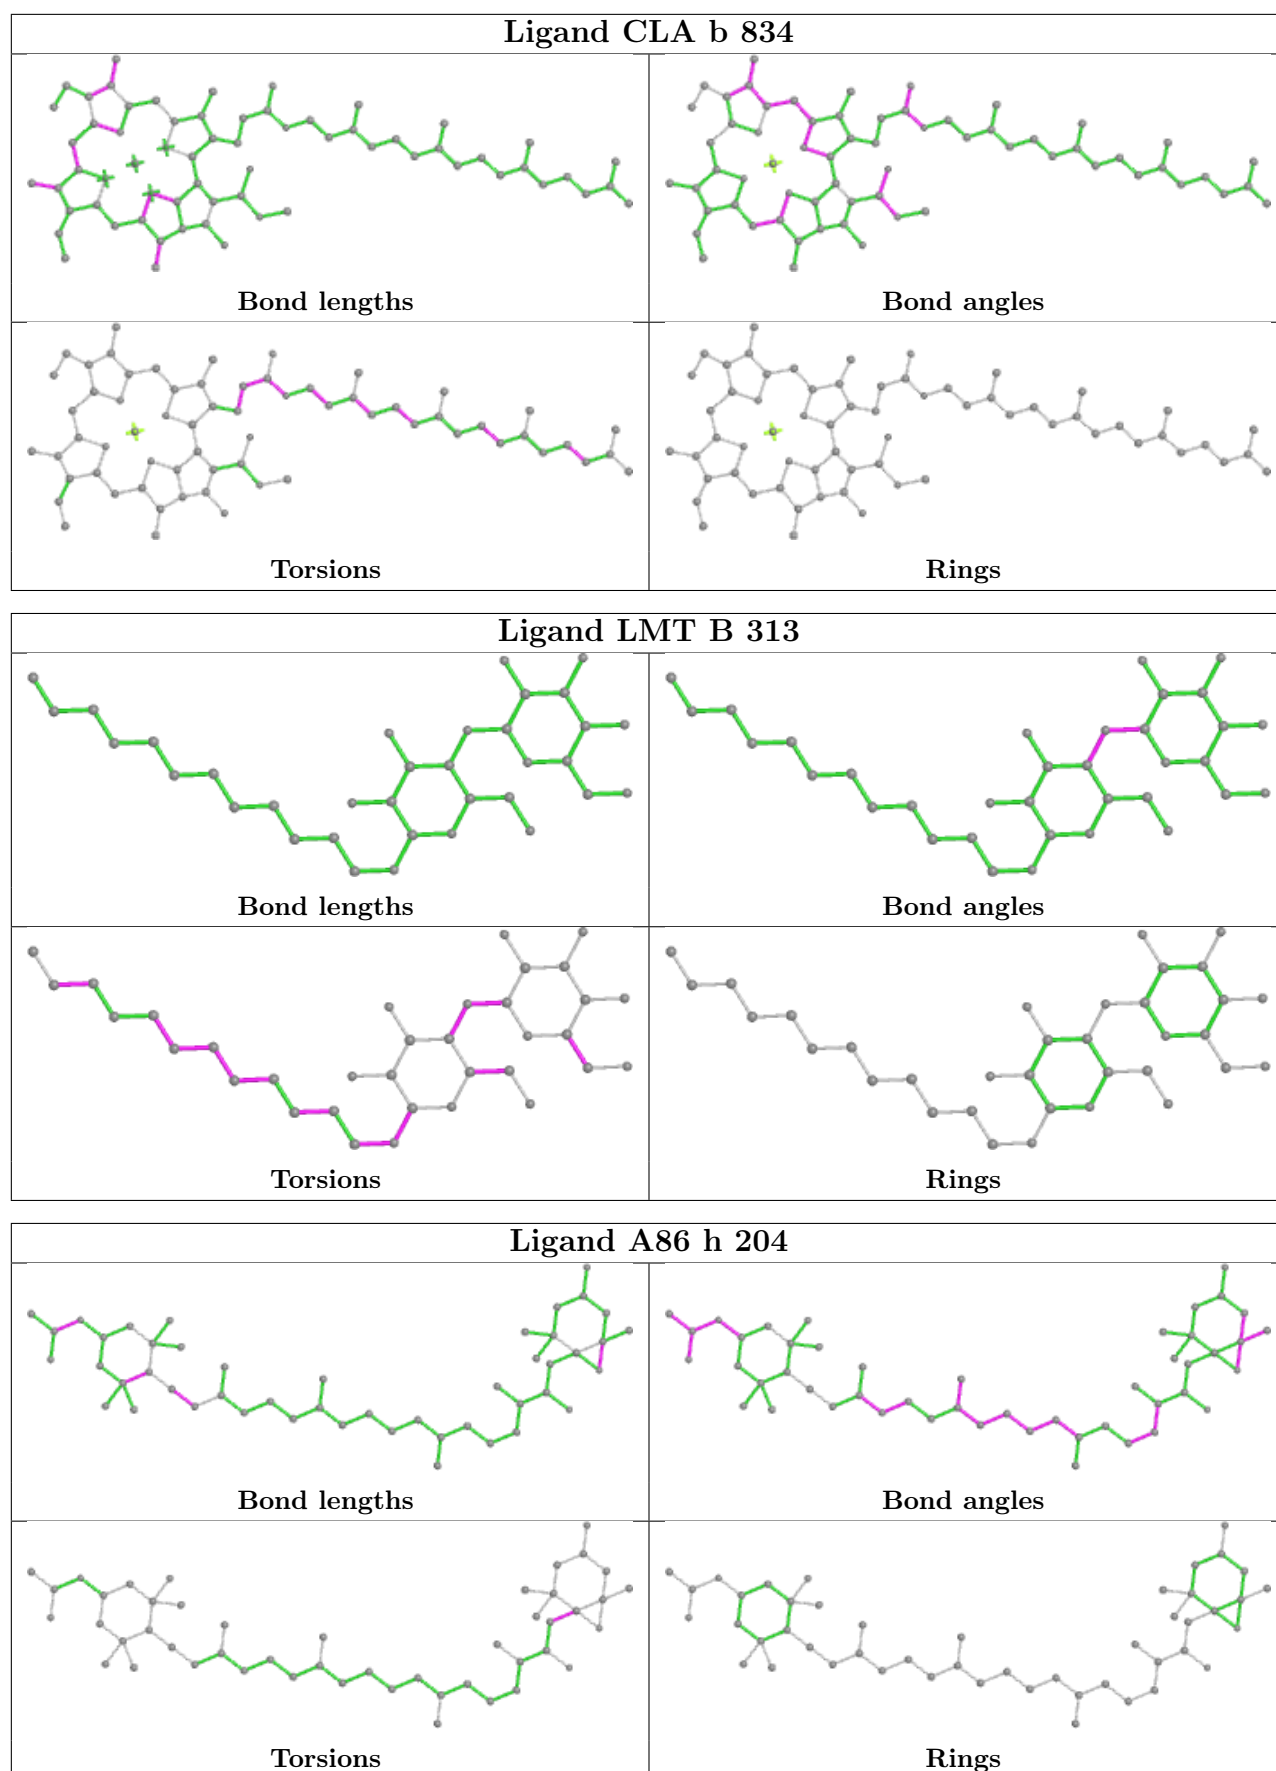 Ligand CLA b 834
Bond lengths
Bond angles
Torsions
Rings
Ligand LMT B 313
Bond lengths
Bond angles
Torsions
Rings
Ligand A86 h 204
Bond lengths
Bond angles
Torsions
Rings